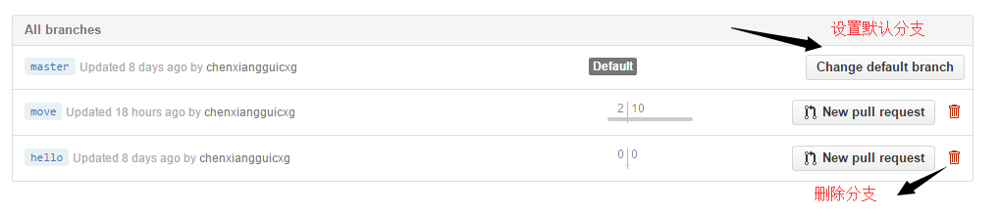 All branches
设置默认分支
master Updated 8 days ago by chenxiangguicxg Default Change default branch
move Updated 18 hours ago by chenxiangguicxg 2 10 New pull request
hello Updated 8 days ago by chenxiangguicxg 0 0 New pull request
删除分支